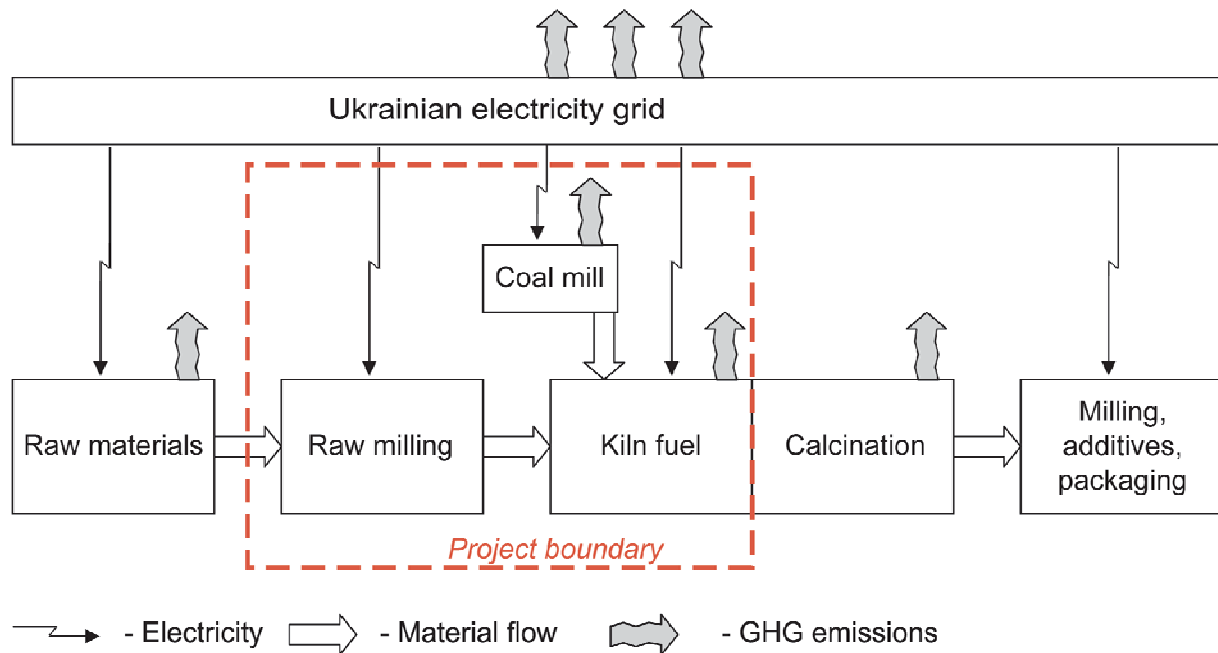 Ukrainian electricity grid
Coal mill
Raw materials
Raw milling
Kiln fuel
Calcination
Milling,
additives,
packaging
Project boundary
- Electricity
- Material flow
- GHG emissions